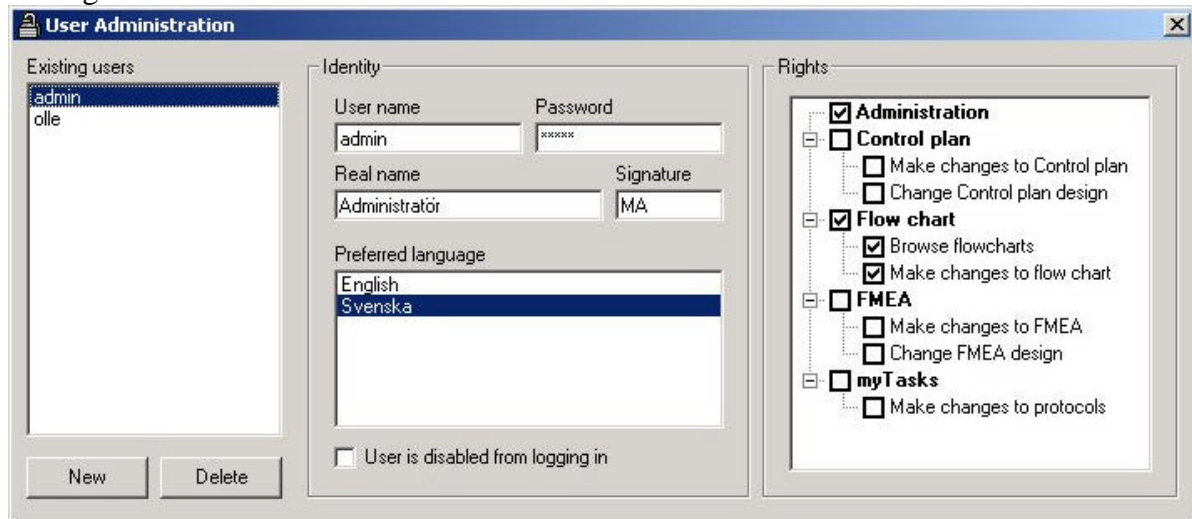 User Administration
Existing users
admin
olle
New
Delete
Identity
User name
Password
admin
*****
Real name
Signature
Administratör
MA
Preferred language
English
Svenska
User is disabled from logging in
Rights
Administration
Control plan
Make changes to Control plan
Change Control plan design
Flow chart
Browse flowcharts
Make changes to flow chart
FMEA
Make changes to FMEA
Change FMEA design
myTasks
Make changes to protocols